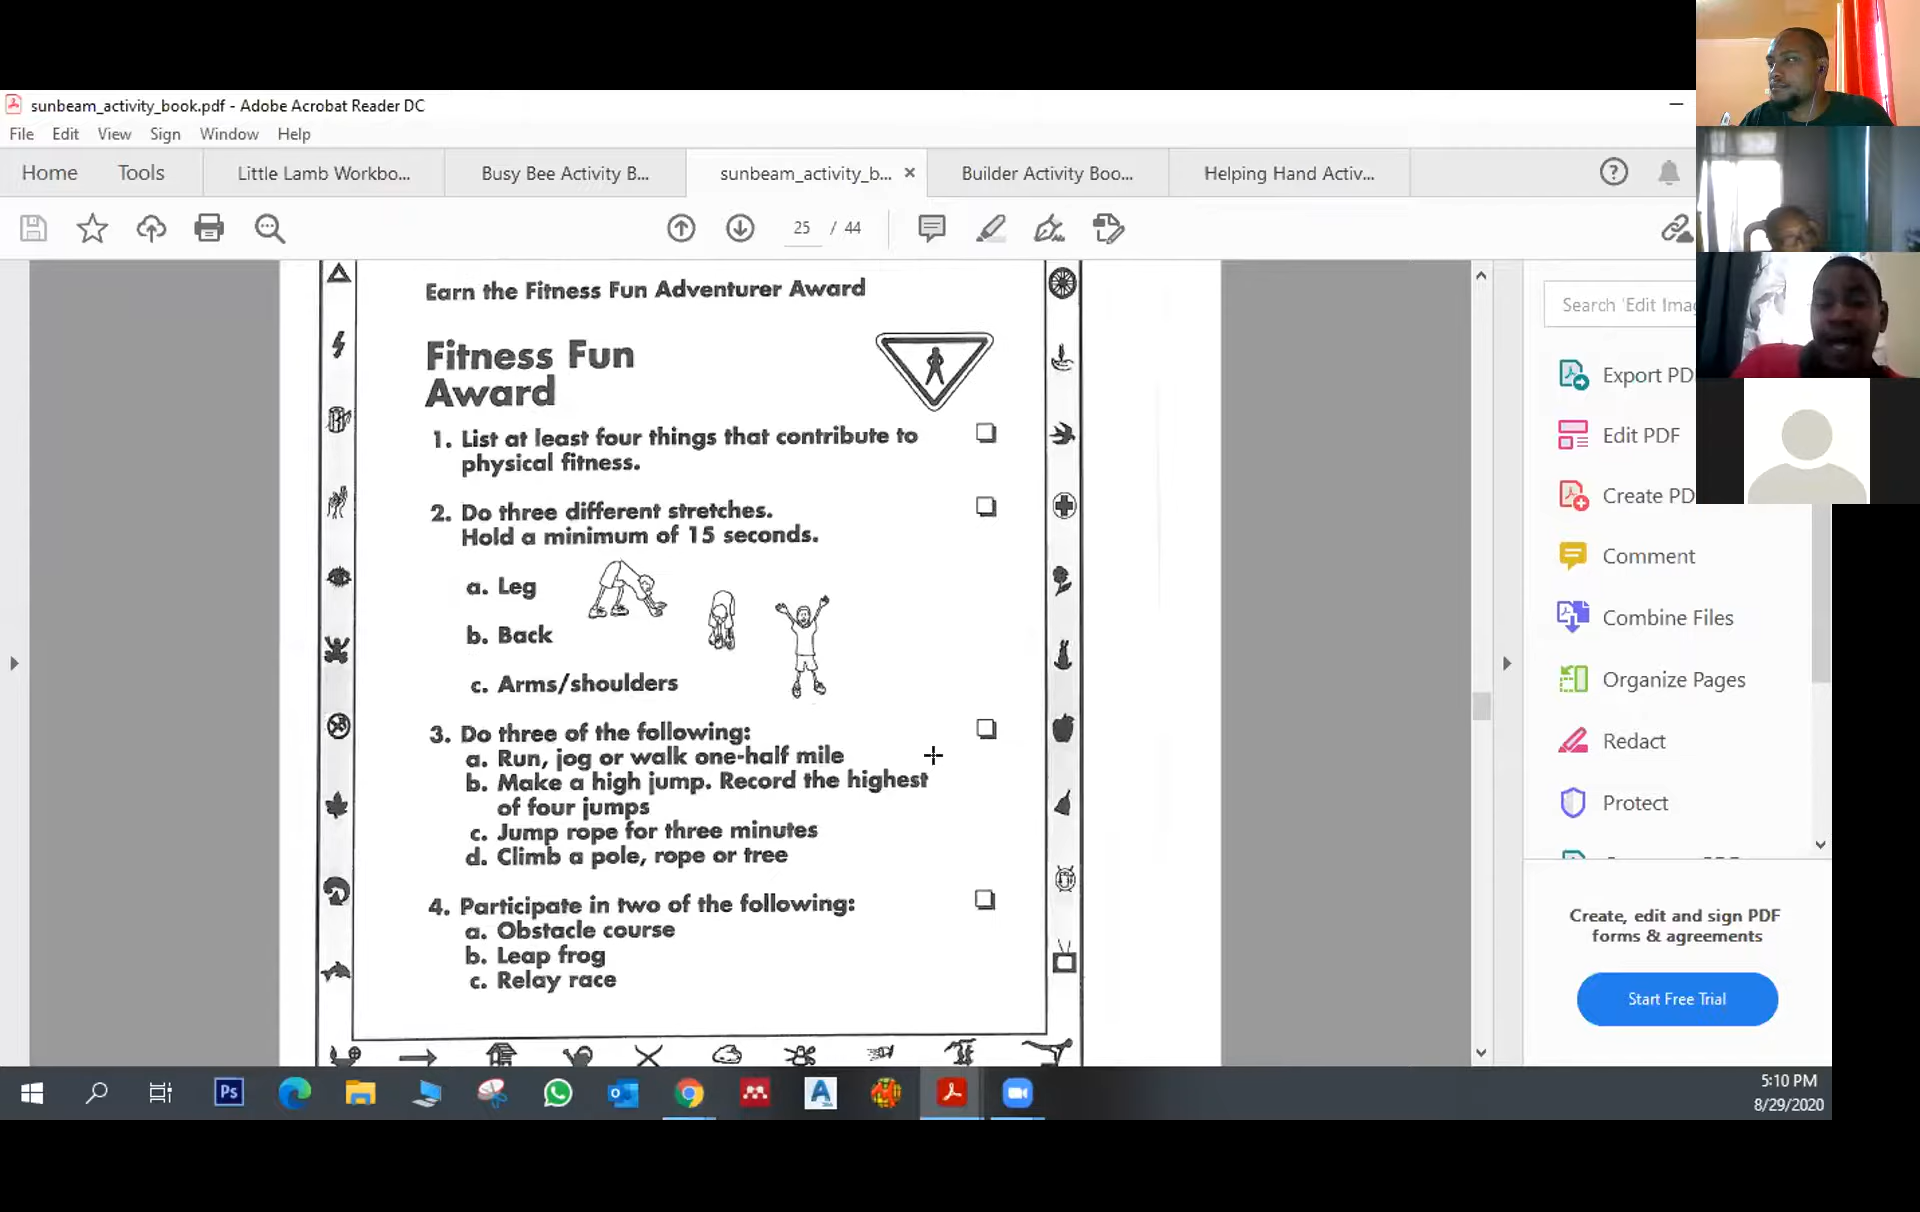 sunbeam_activity_book.pdf - Adobe Acrobat Reader DC
File Edit View Sign Window Help
Home Tools Little Lamb Workbo... Busy Bee Activity B... sunbeam_activity_b... Builder Activity Boo... Helping Hand Activ...
25 / 44
Earn the Fitness Fun Adventurer Award
Fitness Fun
Award
1. List at least four things that contribute to
physical fitness.
2. Do three different stretches.
Hold a minimum of 15 seconds.
a. Leg
b. Back
c. Arms/shoulders
3. Do three of the following:
a. Run, jog or walk one-half mile
b. Make a high jump. Record the highest
of four jumps
c. Jump rope for three minutes
d. Climb a pole, rope or tree
4. Participate in two of the following:
a. Obstacle course
b. Leap frog
c. Relay race
Search 'Edit Ima
Export PD
Edit PDF
Create PD
Comment
Combine Files
Organize Pages
Redact
Protect
Create, edit and sign PDF
forms & agreements
Start Free Trial
Ps
5:10 PM
8/29/2020